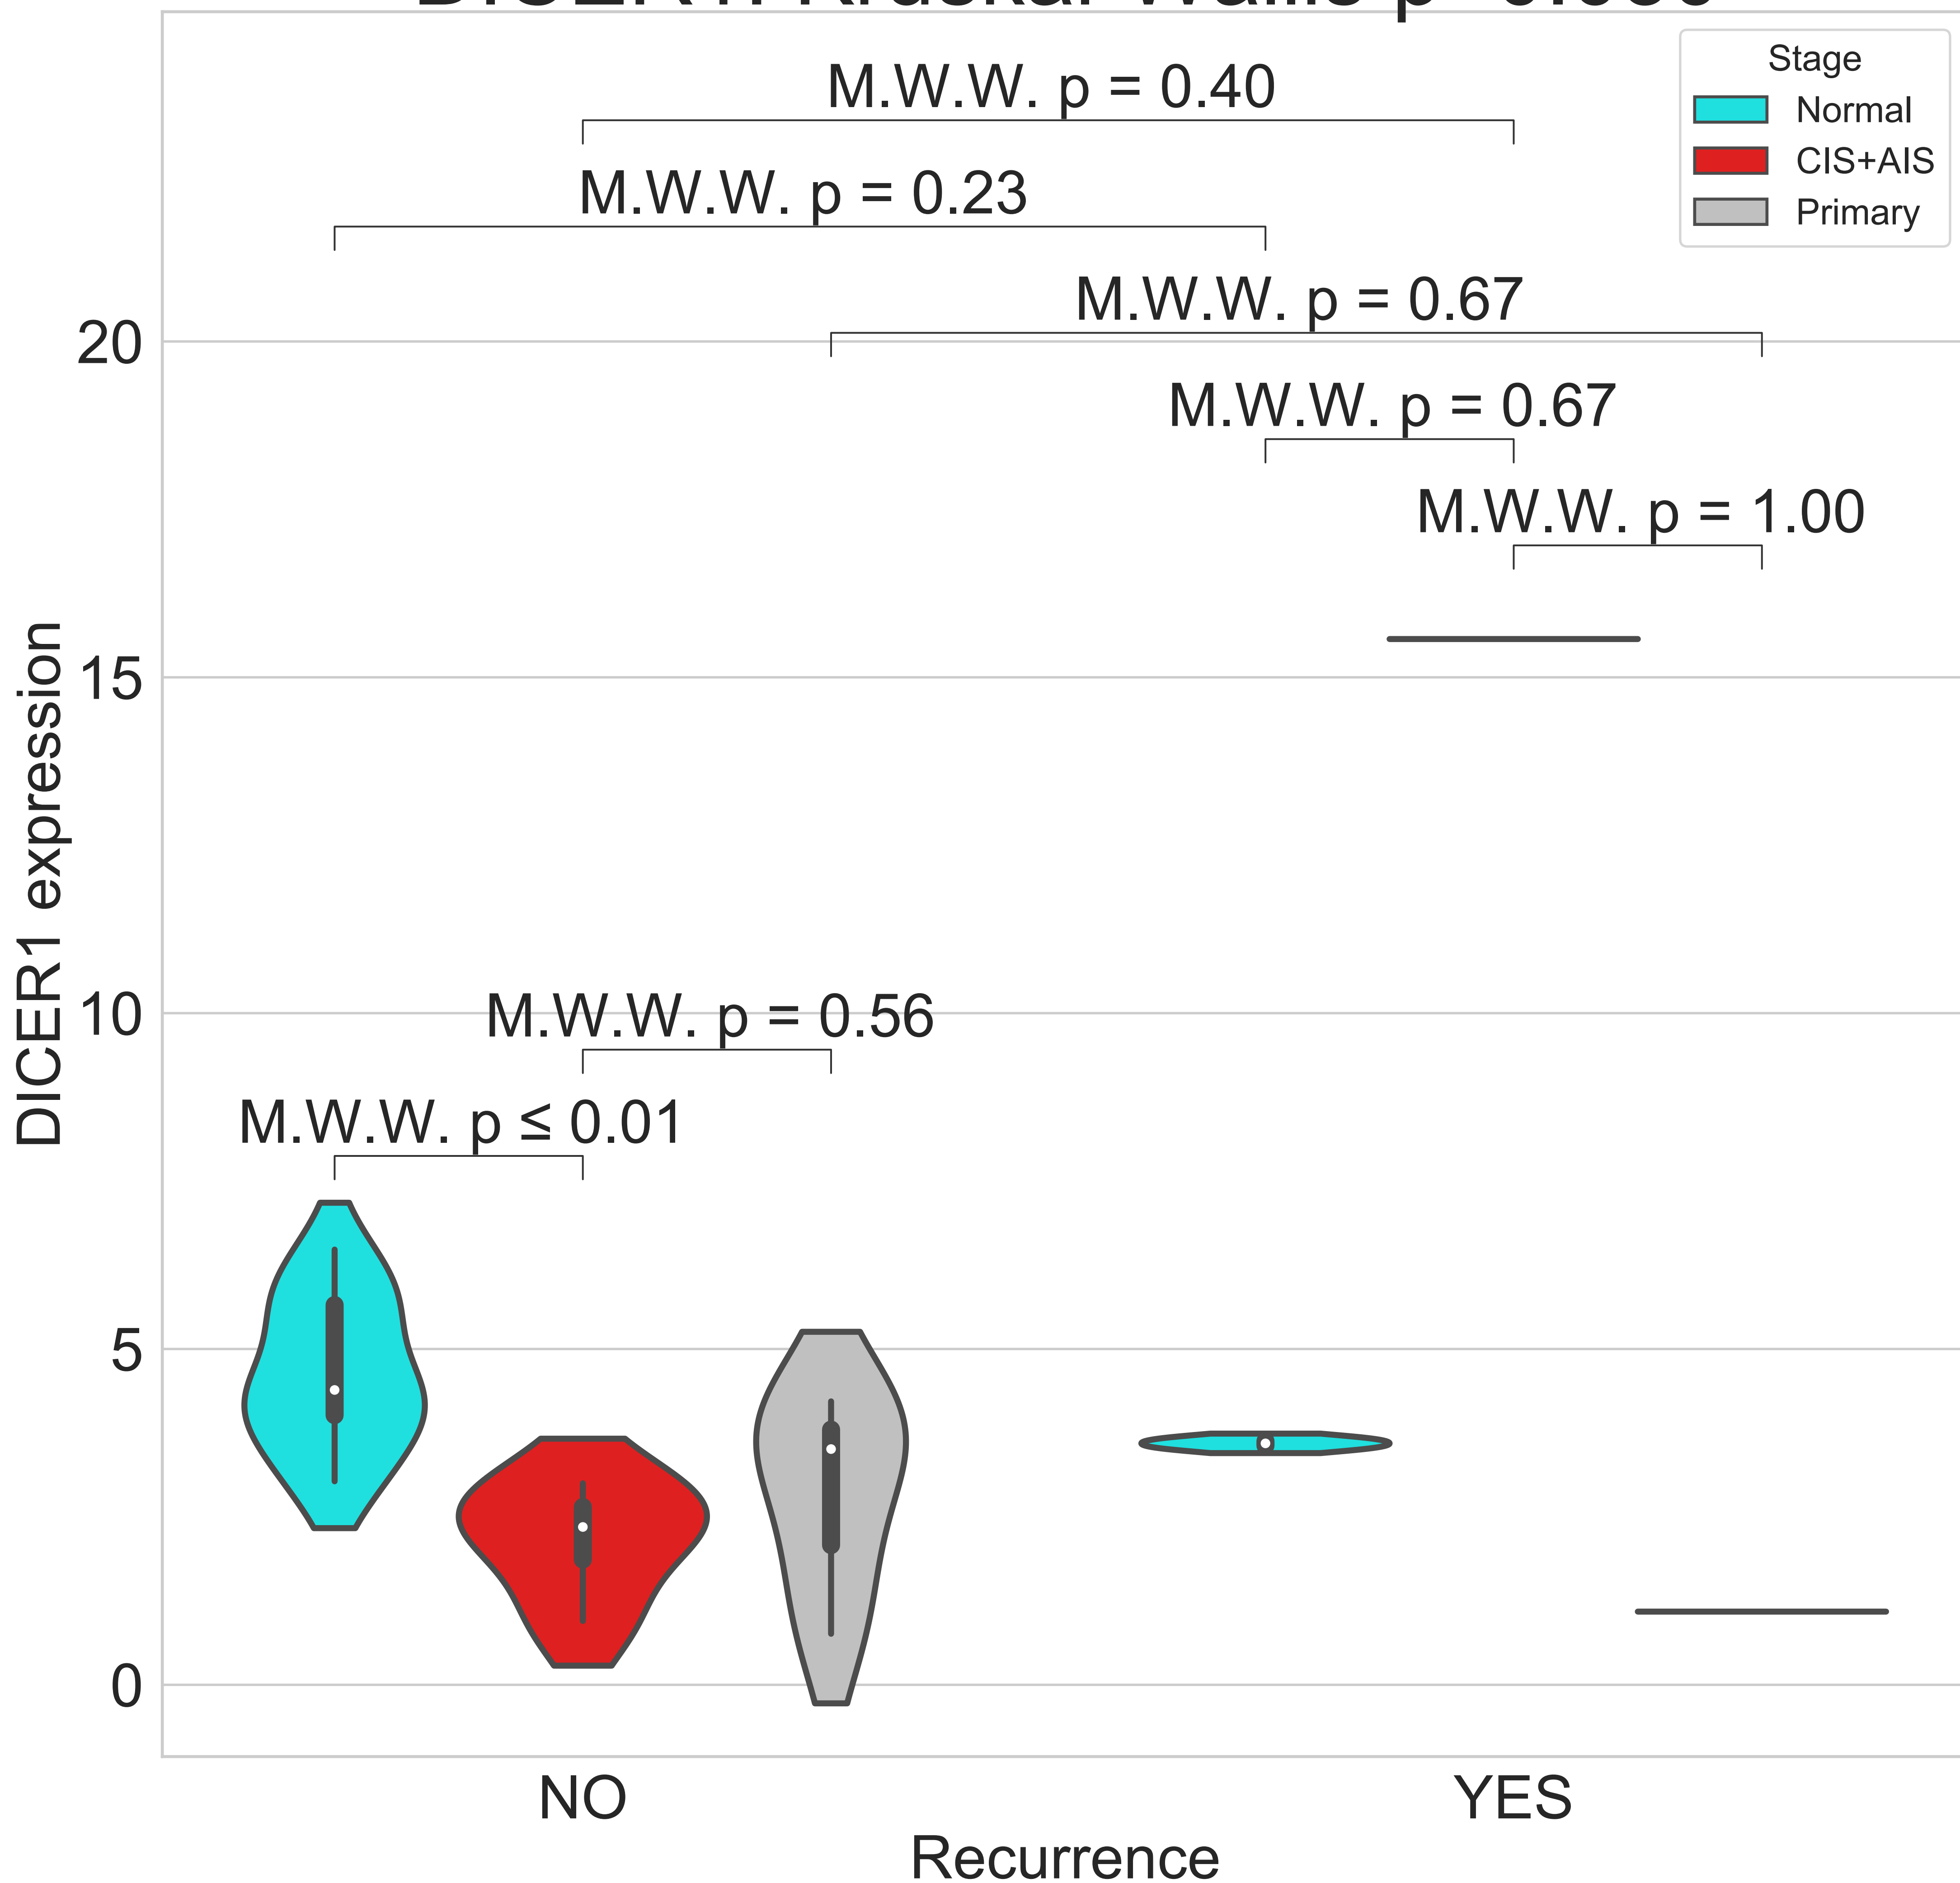 Stage
Normal
CIS+AIS
Primary
M.W.W. p = 0.40
M.W.W. p = 0.23
M.W.W. p = 0.67
M.W.W. p = 0.67
M.W.W. p = 1.00
M.W.W. p = 0.56
M.W.W. p ≤ 0.01
DICER1 expression
20
15
10
5
0
NO
YES
Recurrence